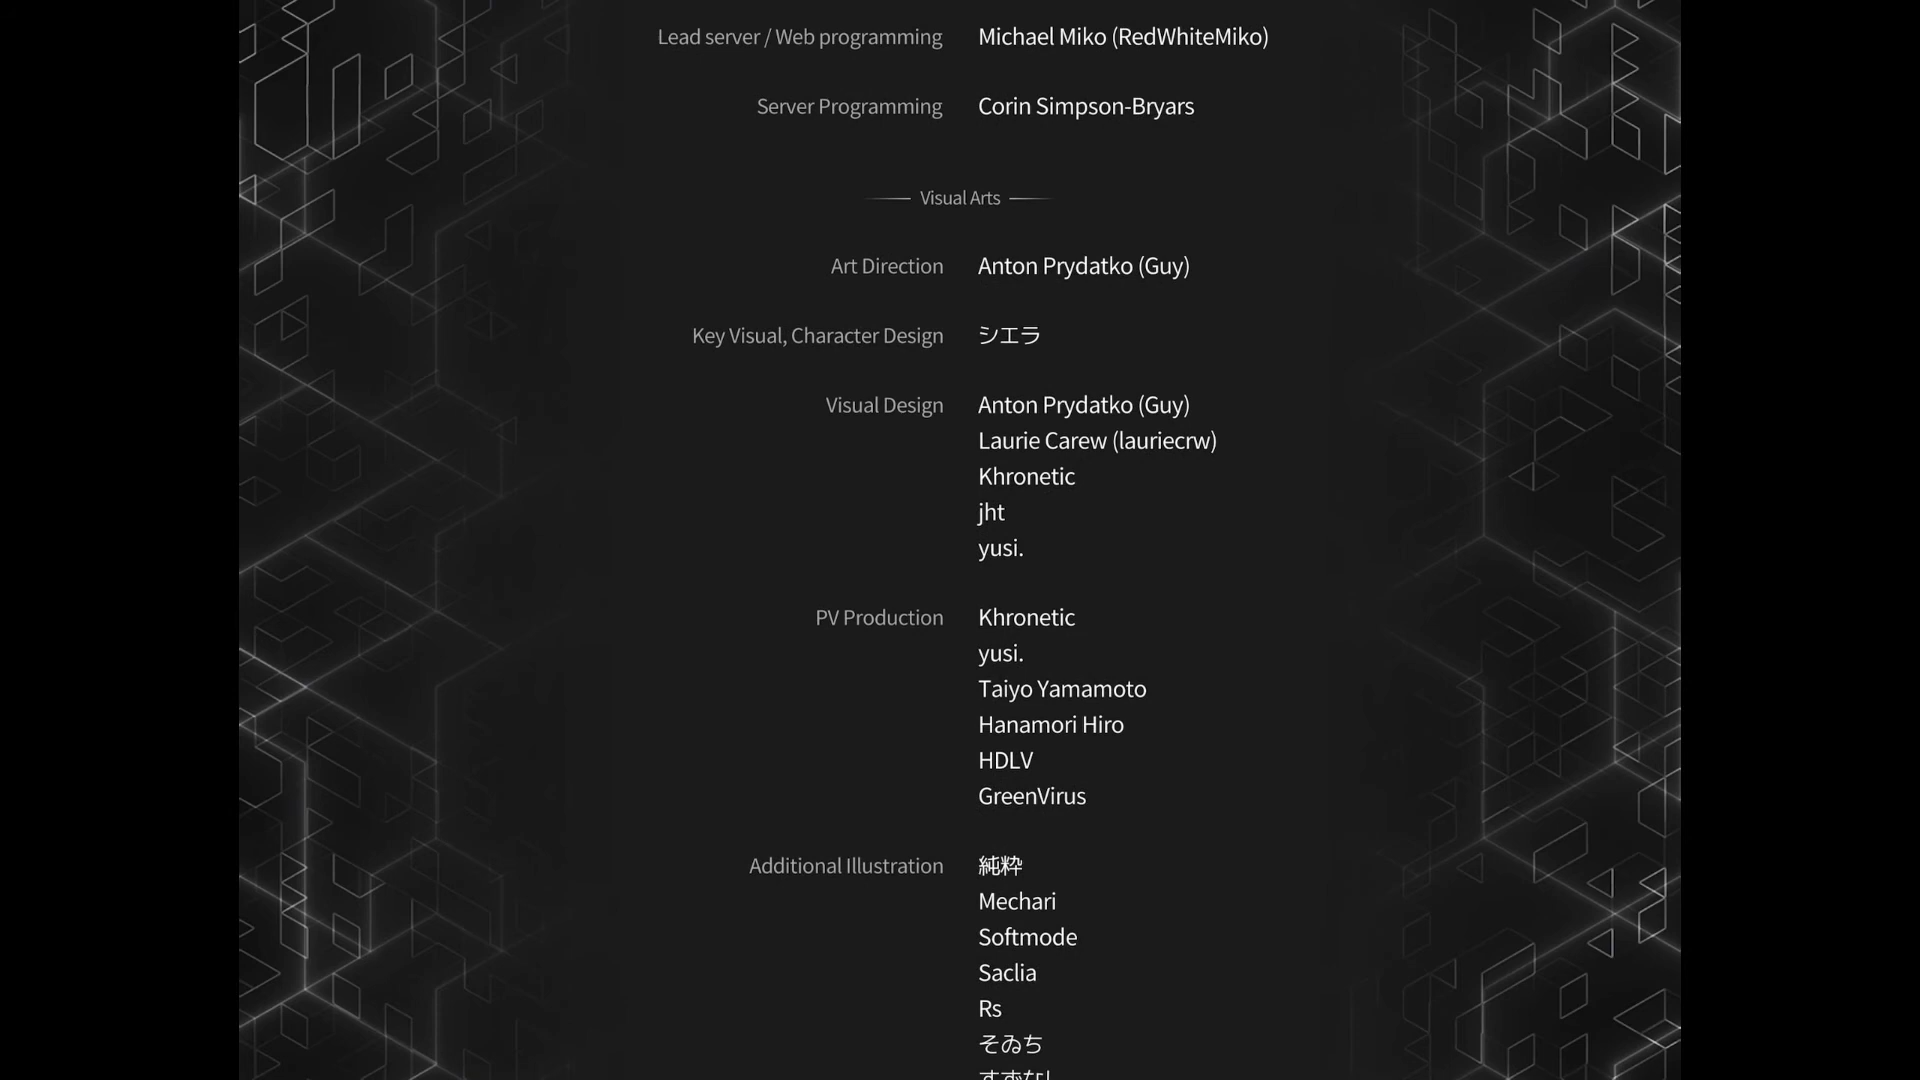 Lead server / Web programming Michael Miko (RedWhiteMiko)
Server Programming Corin Simpson-Bryars
Visual Arts
Art Direction Anton Prydatko (Guy)
Key Visual, Character Design シエラ
Visual Design Anton Prydatko (Guy)
Laurie Carew (lauriecrw)
Khronetic
jht
yusi.
PV Production Khronetic
yusi.
Taiyo Yamamoto
Hanamori Hiro
HDLV
GreenVirus
Additional Illustration 純粋
Mechari
Softmode
Saclia
Rs
そゐち